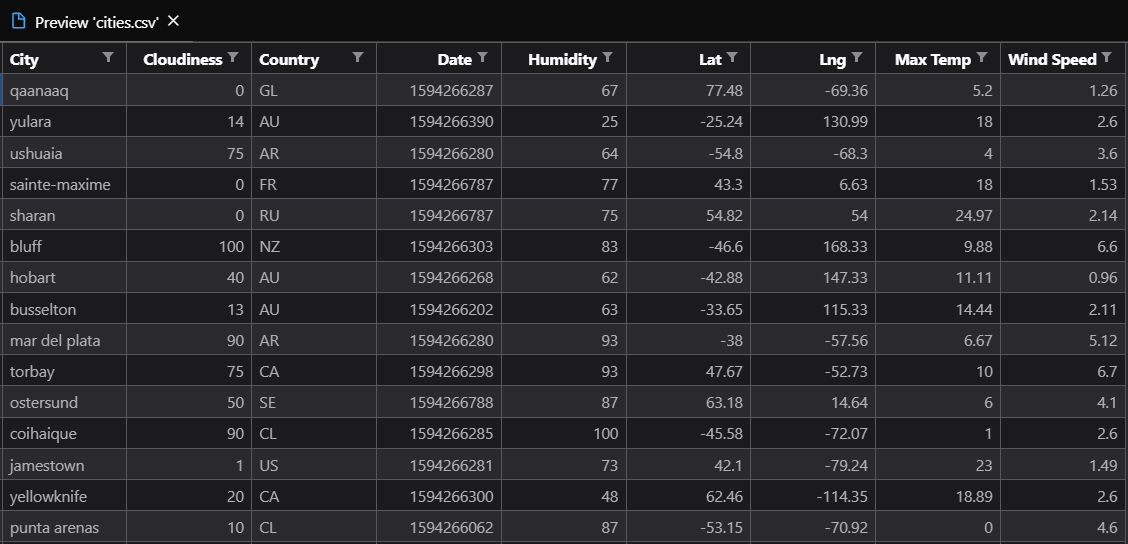 Preview 'cities.csv' ×
City Cloudiness Country Date Humidity Lat Lng Max Temp Wind Speed
qaanaaq 0 GL 1594266287 67 77.48 -69.36 5.2 1.26
yulara 14 AU 1594266390 25 -25.24 130.99 18 2.6
ushuaia 75 AR 1594266280 64 -54.8 -68.3 4 3.6
sainte-maxime 0 FR 1594266787 77 43.3 6.63 18 1.53
sharan 0 RU 1594266787 75 54.82 54 24.97 2.14
bluff 100 NZ 1594266303 83 -46.6 168.33 9.88 6.6
hobart 40 AU 1594266268 62 -42.88 147.33 11.11 0.96
busselton 13 AU 1594266202 63 -33.65 115.33 14.44 2.11
mar del plata 90 AR 1594266280 93 -38 -57.56 6.67 5.12
torbay 75 CA 1594266298 93 47.67 -52.73 10 6.7
ostersund 50 SE 1594266788 87 63.18 14.64 6 4.1
coihaique 90 CL 1594266285 100 -45.58 -72.07 1 2.6
jamestown 1 US 1594266281 73 42.1 -79.24 23 1.49
yellowknife 20 CA 1594266300 48 62.46 -114.35 18.89 2.6
punta arenas 10 CL 1594266062 87 -53.15 -70.92 0 4.6